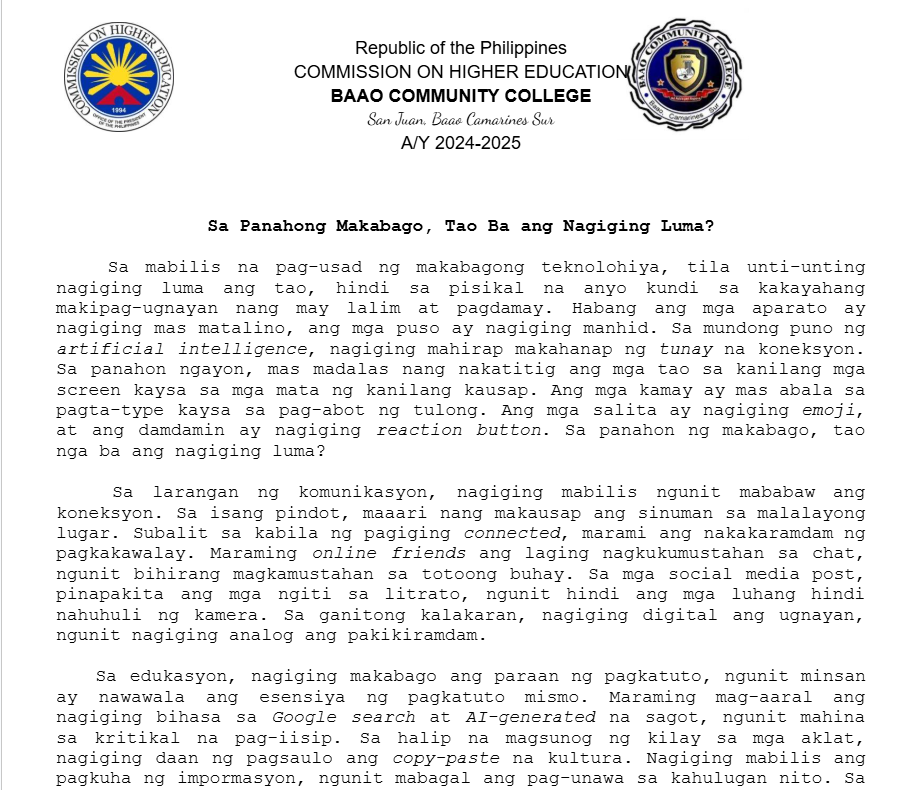 COMMISSION ON HIGHER EDUCATION
1994
OFFICE OF THE PRESIDENT OF THE PHILIPPINES
Republic of the Philippines
COMMISSION ON HIGHER EDUCATION
BAAO COMMUNITY COLLEGE
San Juan, Baao Camarines Sur
A/Y 2024-2025
BAAO COMMUNITY COLLEGE
Baao, Camarines Sur
Sa Panahong Makabago, Tao Ba ang Nagiging Luma?
Sa mabilis na pag-usad ng makabagong teknolohiya, tila unti-unting
nagiging luma ang tao, hindi sa pisikal na anyo kundi sa kakayahang
makipag-ugnayan nang may lalim at pagdamay. Habang ang mga aparato ay
nagiging mas matalino, ang mga puso ay nagiging manhid. Sa mundong puno ng
artificial intelligence, nagiging mahirap makahanap ng tunay na koneksyon.
Sa panahon ngayon, mas madalas nang nakatitig ang mga tao sa kanilang mga
screen kaysa sa mga mata ng kanilang kausap. Ang mga kamay ay mas abala sa
pagta-type kaysa sa pag-abot ng tulong. Ang mga salita ay nagiging emoji,
at ang damdamin ay nagiging reaction button. Sa panahon ng makabago, tao
nga ba ang nagiging luma?
Sa larangan ng komunikasyon, nagiging mabilis ngunit mababaw ang
koneksyon. Sa isang pindot, maaari nang makausap ang sinuman sa malalayong
lugar. Subalit sa kabila ng pagiging connected, marami ang nakakaramdam ng
pagkakawalay. Maraming online friends ang laging nagkukumustahan sa chat,
ngunit bihirang magkamustahan sa totoong buhay. Sa mga social media post,
pinapakita ang mga ngiti sa litrato, ngunit hindi ang mga luhang hindi
nahuhuli ng kamera. Sa ganitong kalakaran, nagiging digital ang ugnayan,
ngunit nagiging analog ang pakikiramdam.
Sa edukasyon, nagiging makabago ang paraan ng pagkatuto, ngunit minsan
ay nawawala ang esensiya ng pagkatuto mismo. Maraming mag-aaral ang
nagiging bihasa sa Google search at AI-generated na sagot, ngunit mahina
sa kritikal na pag-iisip. Sa halip na magsunog ng kilay sa mga aklat,
nagiging daan ng pagsaulo ang copy-paste na kultura. Nagiging mabilis ang
pagkuha ng impormasyon, ngunit mabagal ang pag-unawa sa kahulugan nito. Sa